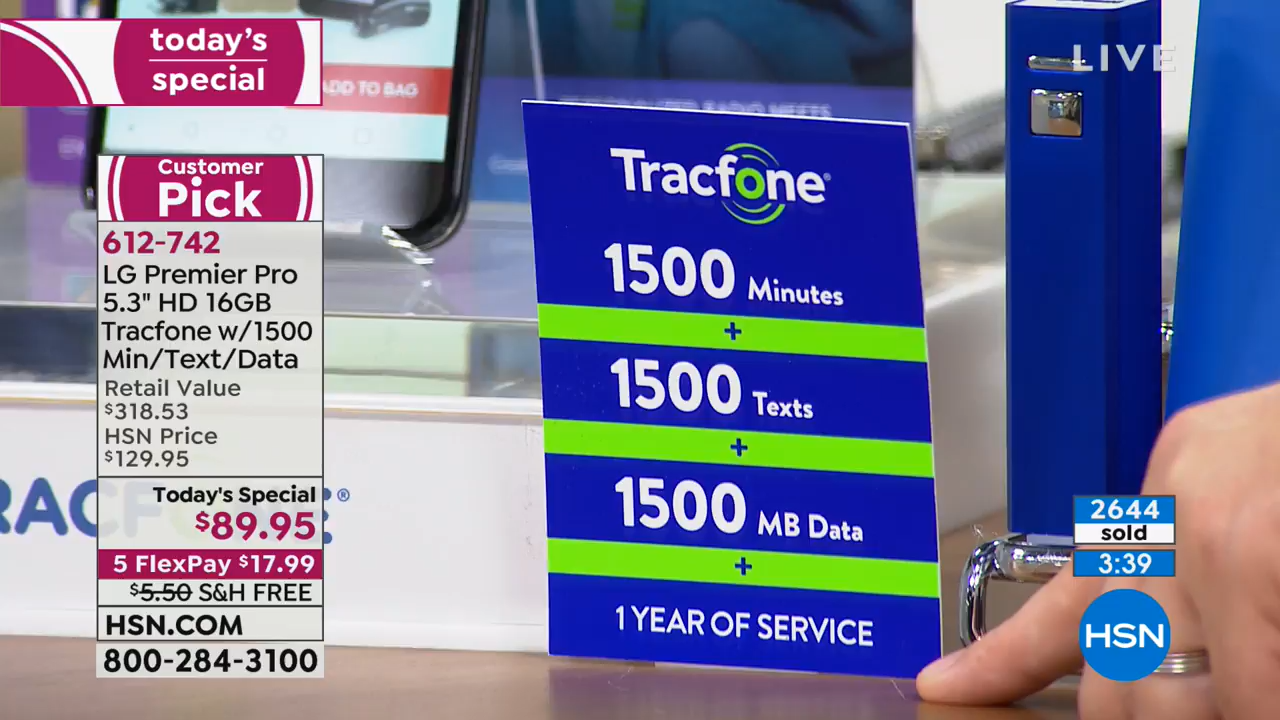 today's
special
ADD TO BAG
LIVE
Customer
Pick
612-742
LG Premier Pro
5.3" HD 16GB
Tracfone w/1500
Min/Text/Data
Retail Value
$318.53
HSN Price
$129.95
Today's Special
$89.95
5 FlexPay $17.99
$5.50 S&H FREE
HSN.COM
800-284-3100
Tracfone®
1500 Minutes
+
1500 Texts
+
1500 MB Data
+
1 YEAR OF SERVICE
2644
sold
3:39
HSN